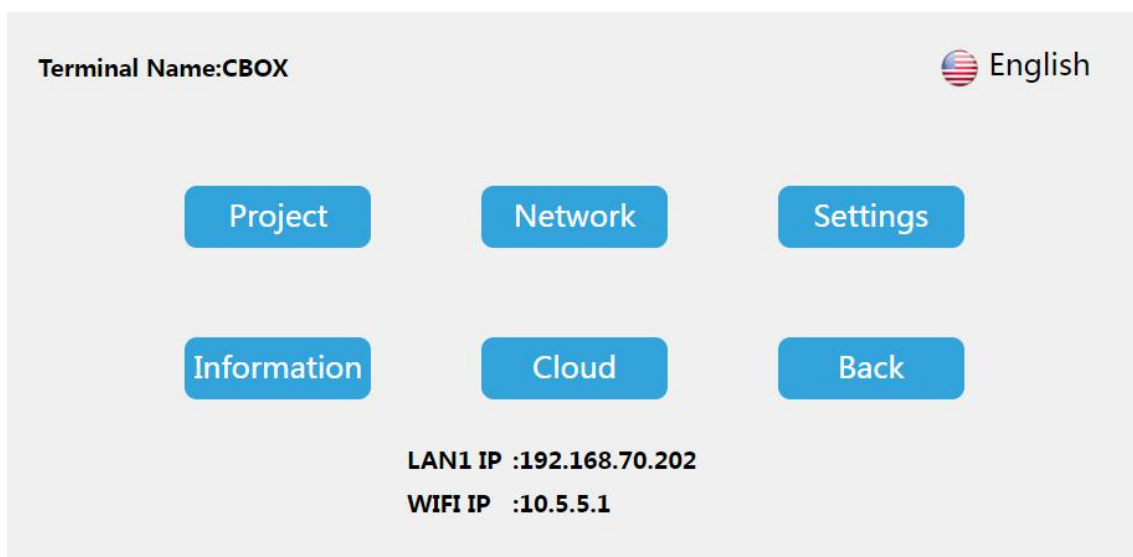 Terminal Name:CBOX
English
Project
Network
Settings
Information
Cloud
Back
LAN1 IP :192.168.70.202
WIFI IP :10.5.5.1